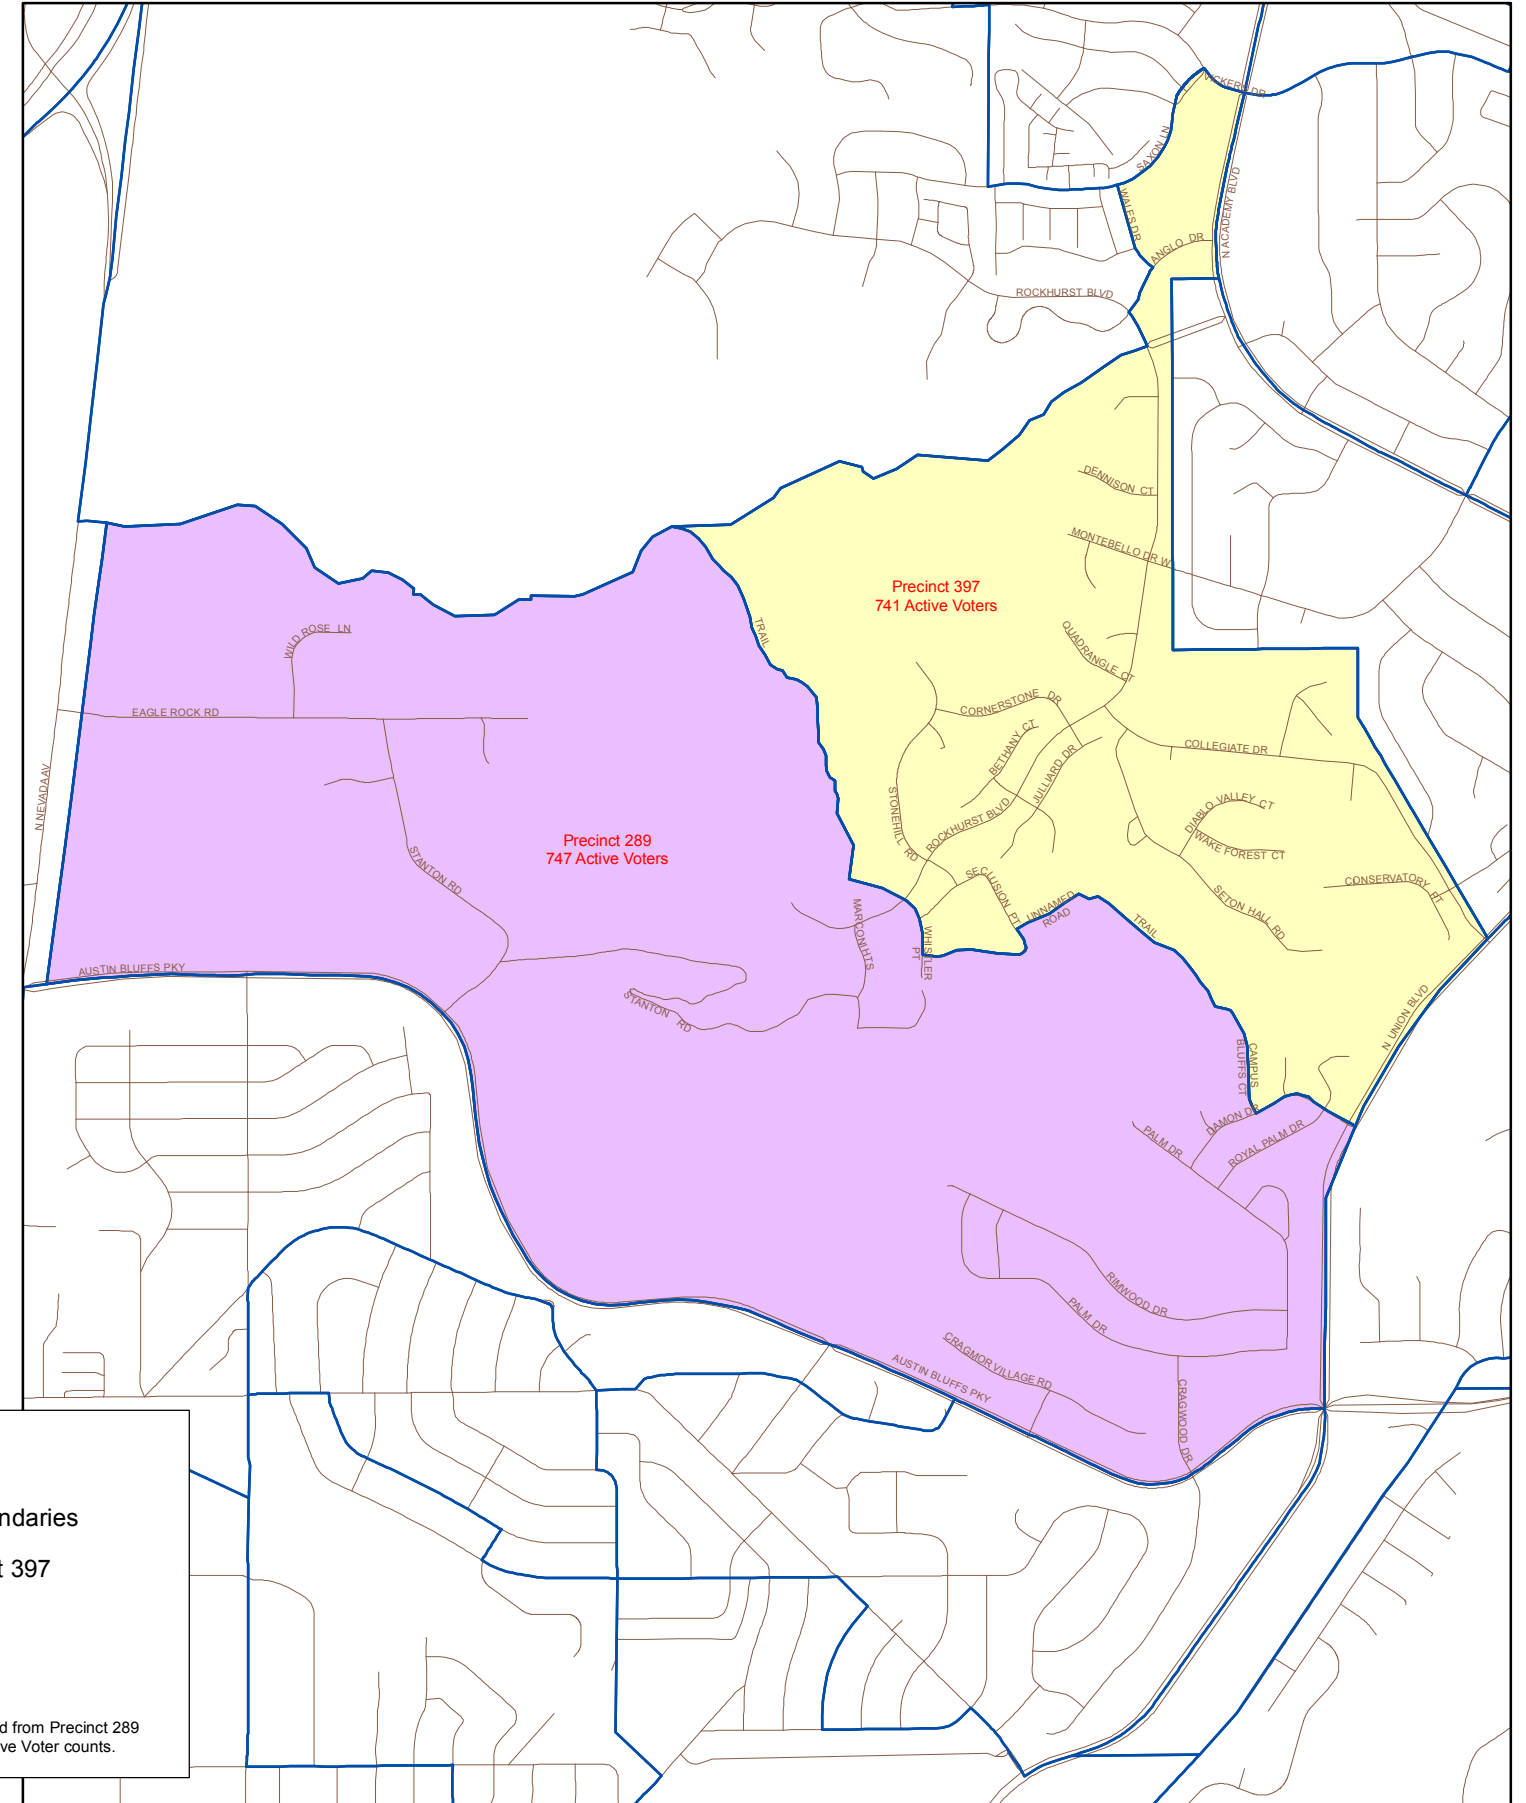 VICKERS DR
SAXON LN
WALES DR
N ACADEMY BLVD
ANGLO DR
ROCKHURST BLVD
DENNISON CT
MONTEBELLO DR W
Precinct 397
741 Active Voters
TRAIL
WILD ROSE LN
QUADRANGLE CT
CORNERSTONE DR
EAGLE ROCK RD
BETHANY CT
JULLIARD DR
COLLEGIATE DR
N NEVADA AV
STONEHILL RD
ROCKHURST BLVD
DIABLO VALLEY CT
WAKE FOREST CT
Precinct 289
747 Active Voters
STANTON RD
SECLUSION PT
CONSERVATORY PT
SETON HALL RD
UNNAMED
ROAD
TRAIL
MARCONI HTS
WHISTLER
PT
AUSTIN BLUFFS PKY
STANTON RD
N UNION BLVD
CAMPUS
BLUFFS CT
DAMON DR
PALM DR
ROYAL PALM DR
RIMWOOD DR
PALM DR
CRAGMOR VILLAGE RD
AUSTIN BLUFFS PKY
CRAGWOOD DR
ndaries
t 397
d from Precinct 289
ve Voter counts.